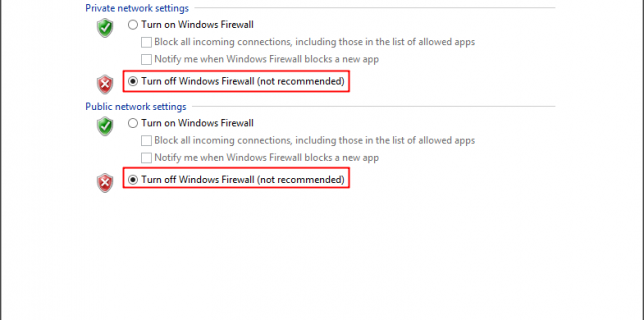 Private network settings
Turn on Windows Firewall
Block all incoming connections, including those in the list of allowed apps
Notify me when Windows Firewall blocks a new app
Turn off Windows Firewall (not recommended)
Public network settings
Turn on Windows Firewall
Block all incoming connections, including those in the list of allowed apps
Notify me when Windows Firewall blocks a new app
Turn off Windows Firewall (not recommended)